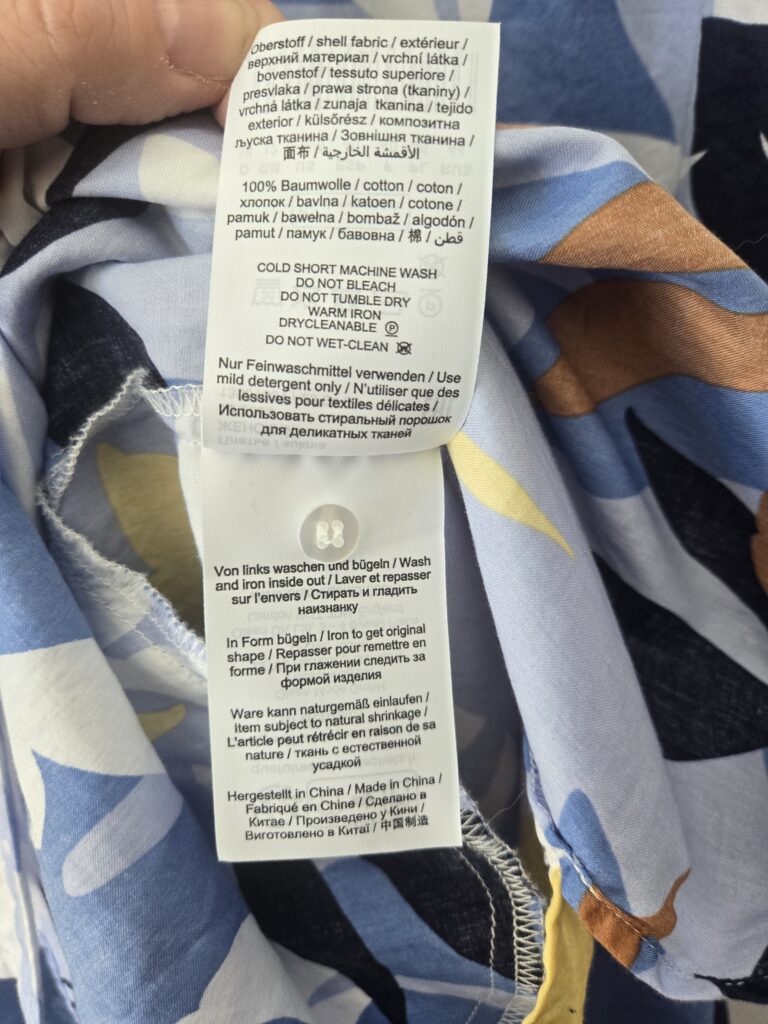 Oberstoff / shell fabric / extérieur /
верхний материал / vrchní látka /
bovenstof / tessuto superiore /
presvlaka / prawa strona (tkaniny) /
vrchná látka / zunaja tkanina / tejido
exterior / külsőrész / композитна
љуска тканина / Зовнішня тканина /
面布 / الأقمشة الخارجية /
100% Baumwolle / cotton / coton /
хлопок / bavlna / katoen / cotone /
pamuk / bawełna / bombaž / algodón /
pamut / памук / бавовна / 棉 / قطن /
COLD SHORT MACHINE WASH
DO NOT BLEACH
DO NOT TUMBLE DRY
WARM IRON
DRYCLEANABLE Ⓟ
DO NOT WET-CLEAN
Nur Feinwaschmittel verwenden / Use
mild detergent only / N'utiliser que des
lessives pour textiles délicates /
Использовать стиральный порошок
для деликатных тканей
Von links waschen und bügeln / Wash
and iron inside out / Laver et repasser
sur l'envers / Стирать и гладить
наизнанку
In Form bügeln / Iron to get original
shape / Repasser pour remettre en
forme / При глажении следить за
формой изделия
Ware kann naturgemäß einlaufen /
Item subject to natural shrinkage /
L'article peut rétrécir en raison de sa
nature / ткань с естественной
усадкой
Hergestellt in China / Made in China /
Fabriqué en Chine / Сделано в
Китае / Произведено у Кини /
Виготовлено в Китаї / 中国制造